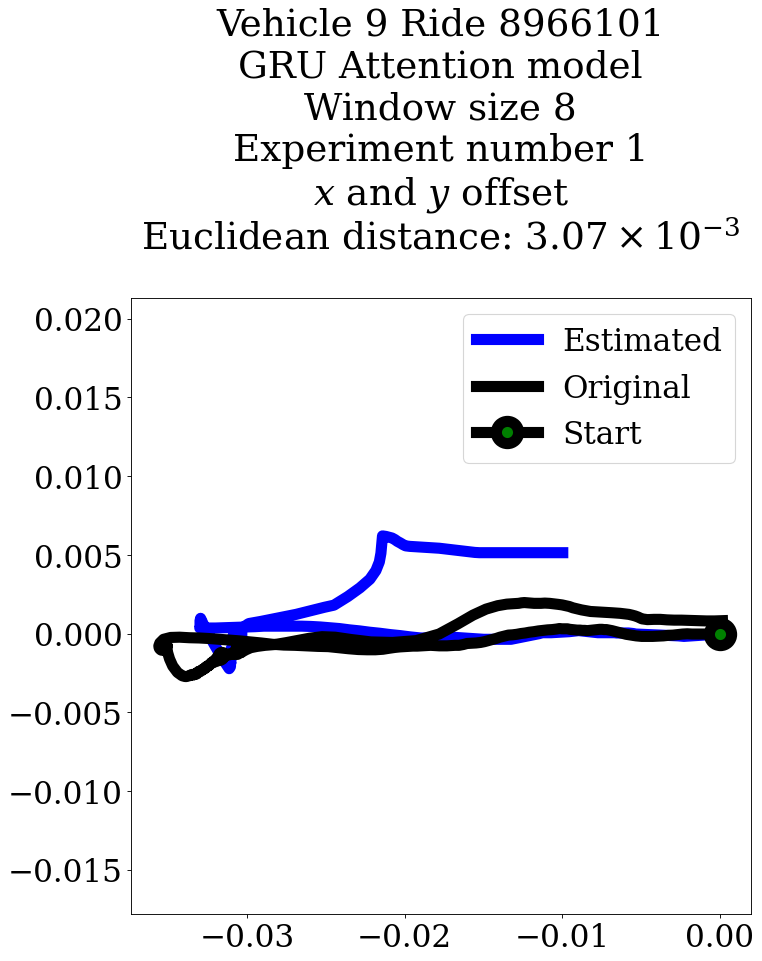 Vehicle 9 Ride 8966101
GRU Attention model
Window size 8
Experiment number 1
x and y offset
Euclidean distance: 3.07 × 10⁻³
Estimated
Original
Start
0.020
0.015
0.010
0.005
0.000
−0.005
−0.010
−0.015
−0.03
−0.02
−0.01
0.00